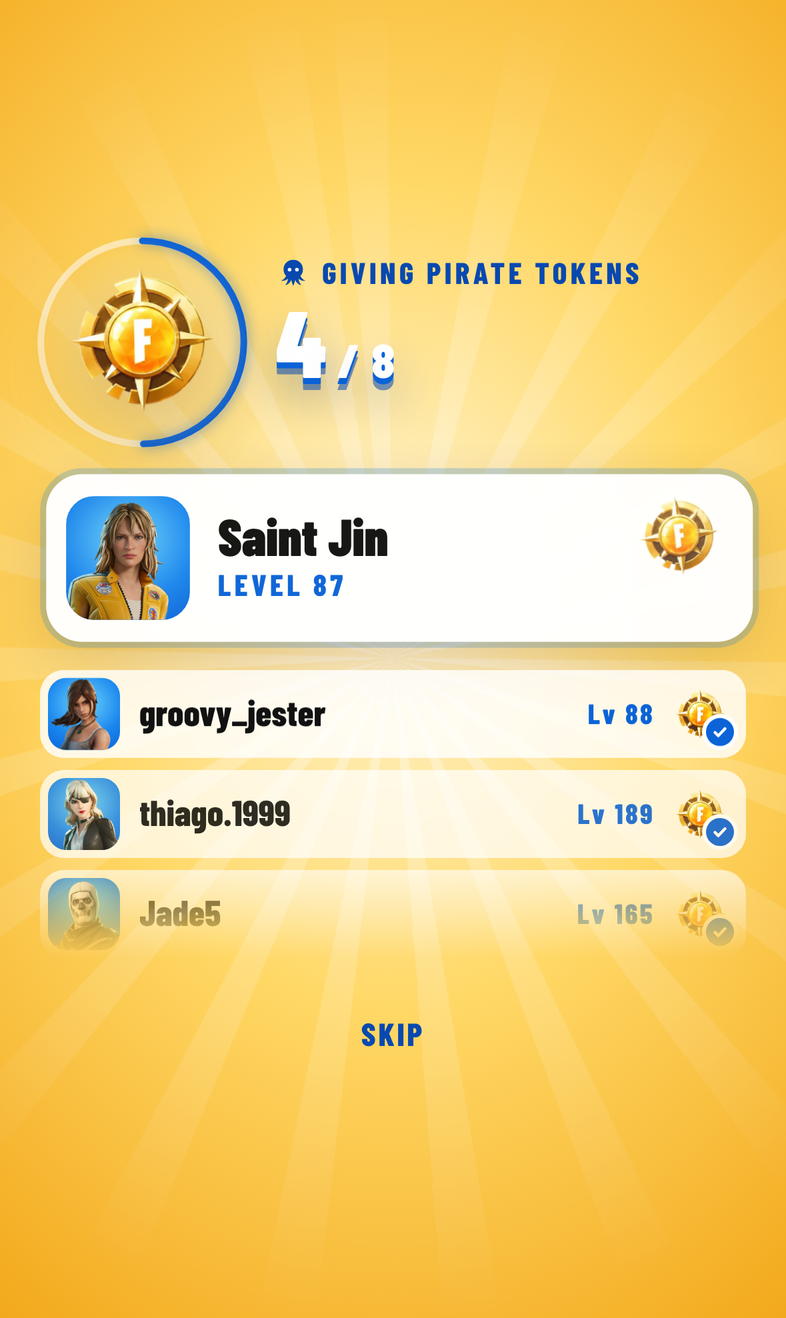 GIVING PIRATE TOKENS
4 / 8
F
Saint Jin
LEVEL 87
F
groovy_jester Lv 88 F
thiago.1999 Lv 189 F
Jade5 Lv 165 F
SKIP